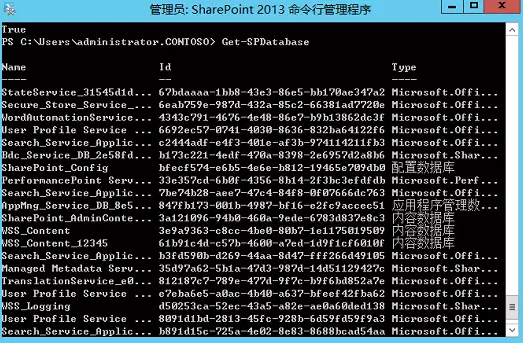 管理员: SharePoint 2013 命令行管理程序
True
PS C:\Users\administrator.CONTOSO> Get-SPDatabase
Name Id Type
---- -- ----
StateService_31545d1d... 67bdaaaa-1bb8-43e3-86e5-bb170ae347a2 Microsoft.Offi...
Secure_Store_Service_... 6eab759e-987d-432a-85c2-66381ad7720e Microsoft.Offi...
WordAutomationService... 4343c791-4676-4e48-86e7-b9b13862dc3f Microsoft.Offi...
User Profile Service ... 6692ec57-0741-4030-8636-832ba64122f6 Microsoft.Offi...
Search_Service_Applic... c2444adf-e4f3-401e-af3b-974114211fb3 Microsoft.Offi...
Bdc_Service_DB_2e58fd... b173c221-4edf-470a-8398-2e6957d2a8b6 Microsoft.Shar...
SharePoint_Config bfecf574-e6b5-4e6e-b812-19465e709db0 配置数据库
PerformancePoint Serv... 33e357cd-6b0f-4356-8b14-2f3bc3efdfdb Microsoft.Perf...
Search_Service_Applic... 7be74b28-aee7-47c4-84f8-0f07666dc763 Microsoft.Offi...
AppMng_Service_DB_8c5... 847fb173-001b-4987-bf16-e2fc9accec51 应用程序管理数...
SharePoint_AdminConte... 3a121096-94b0-460a-9ede-6783d837e8c3 内容数据库
WSS_Content 3e9a9363-c8cc-4be0-80b7-1e1175019509 内容数据库
WSS_Content_12345 61b91c4d-c57b-4600-a7ed-1d9f1cf6010f 内容数据库
Search_Service_Applic... b3fd590b-d269-44aa-8d47-fff266d49105 Microsoft.Offi...
Managed Metadata Serv... 35d97a62-5b1a-47d3-987d-14d51129427c Microsoft.Shar...
TranslationService_e0... 812187c7-789e-477d-9f7c-b9f6bd852a7e Microsoft.Offi...
User Profile Service ... e7eba6e5-a0ac-4b40-a637-bfeef42fba62 Microsoft.Offi...
WSS_Logging d50253ca-52ec-43a5-a82e-ae0a60ded138 Microsoft.Shar...
User Profile Service ... 8091d1bd-2813-45fc-928b-6d59fd59f9a3 Microsoft.Offi...
Search_Service_Applic... b891d15c-725a-4e02-8e83-8688bcad54aa Microsoft.Offi...